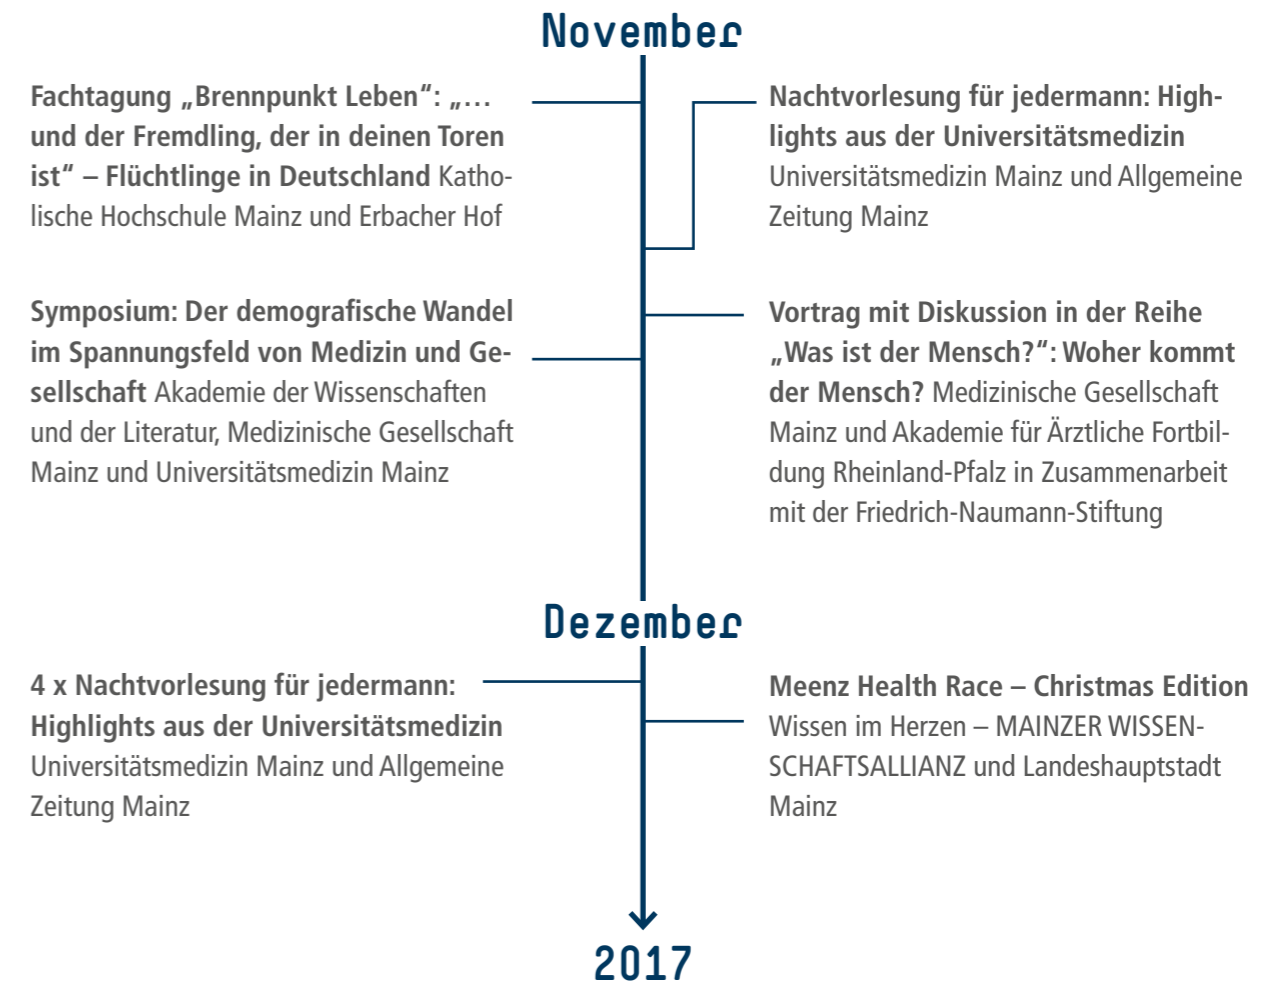 November
Fachtagung „Brennpunkt Leben“: „…
und der Fremdling, der in deinen Toren
ist“ – Flüchtlinge in Deutschland Katho-
lische Hochschule Mainz und Erbacher Hof
Nachtvorlesung für jedermann: High-
lights aus der Universitätsmedizin
Universitätsmedizin Mainz und Allgemeine
Zeitung Mainz
Symposium: Der demografische Wandel
im Spannungsfeld von Medizin und Ge-
sellschaft Akademie der Wissenschaften
und der Literatur, Medizinische Gesellschaft
Mainz und Universitätsmedizin Mainz
Vortrag mit Diskussion in der Reihe
„Was ist der Mensch?“: Woher kommt
der Mensch? Medizinische Gesellschaft
Mainz und Akademie für Ärztliche Fortbil-
dung Rheinland-Pfalz in Zusammenarbeit
mit der Friedrich-Naumann-Stiftung
Dezember
4 x Nachtvorlesung für jedermann:
Highlights aus der Universitätsmedizin
Universitätsmedizin Mainz und Allgemeine
Zeitung Mainz
Meenz Health Race – Christmas Edition
Wissen im Herzen – MAINZER WISSEN-
SCHAFTSALLIANZ und Landeshauptstadt
Mainz
2017